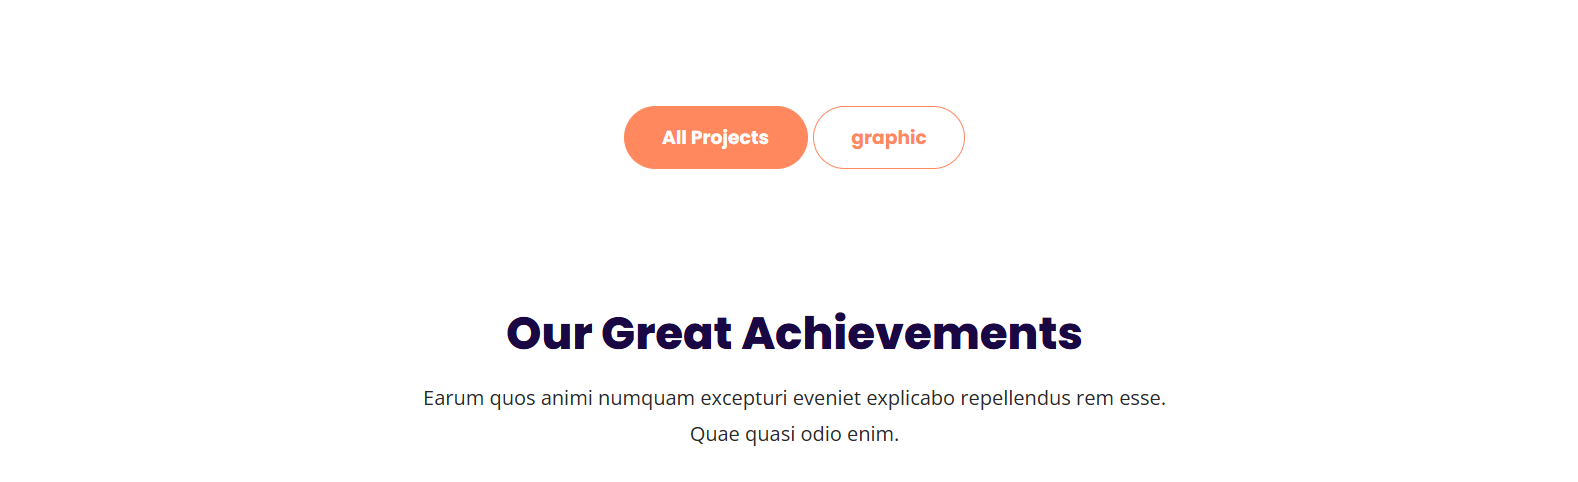 All Projects graphic
Our Great Achievements
Earum quos animi numquam excepturi eveniet explicabo repellendus rem esse.
Quae quasi odio enim.